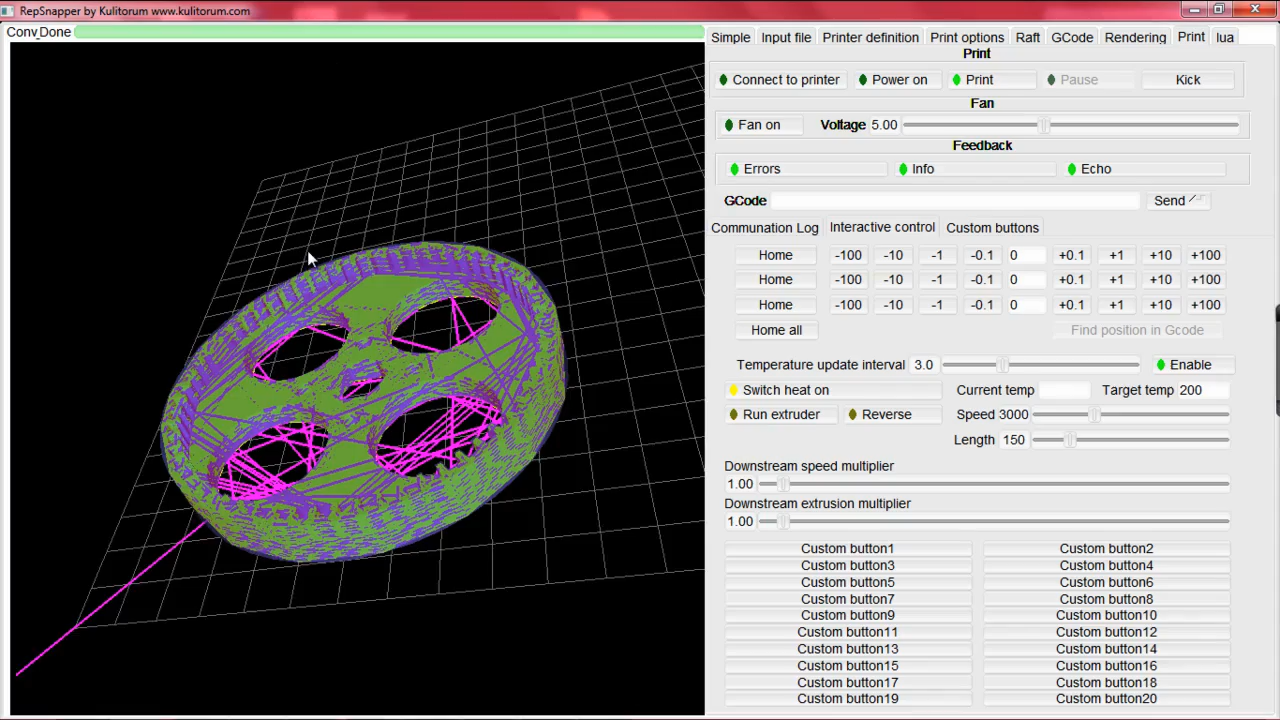 RepSnapper by Kulitorum www.kulitorum.com
Conv Done
Simple Input file Printer definition Print options Raft GCode Rendering Print lua
Print
Connect to printer Power on Print Pause Kick
Fan
Fan on Voltage 5.00
Feedback
Errors Info Echo
GCode Send
Communation Log Interactive control Custom buttons
Home -100 -10 -1 -0.1 0 +0.1 +1 +10 +100
Home -100 -10 -1 -0.1 0 +0.1 +1 +10 +100
Home -100 -10 -1 -0.1 0 +0.1 +1 +10 +100
Home all Find position in Gcode
Temperature update interval 3.0 Enable
Switch heat on Current temp Target temp 200
Run extruder Reverse Speed 3000
Length 150
Downstream speed multiplier
1.00
Downstream extrusion multiplier
1.00
Custom button1 Custom button2
Custom button3 Custom button4
Custom button5 Custom button6
Custom button7 Custom button8
Custom button9 Custom button10
Custom button11 Custom button12
Custom button13 Custom button14
Custom button15 Custom button16
Custom button17 Custom button18
Custom button19 Custom button20